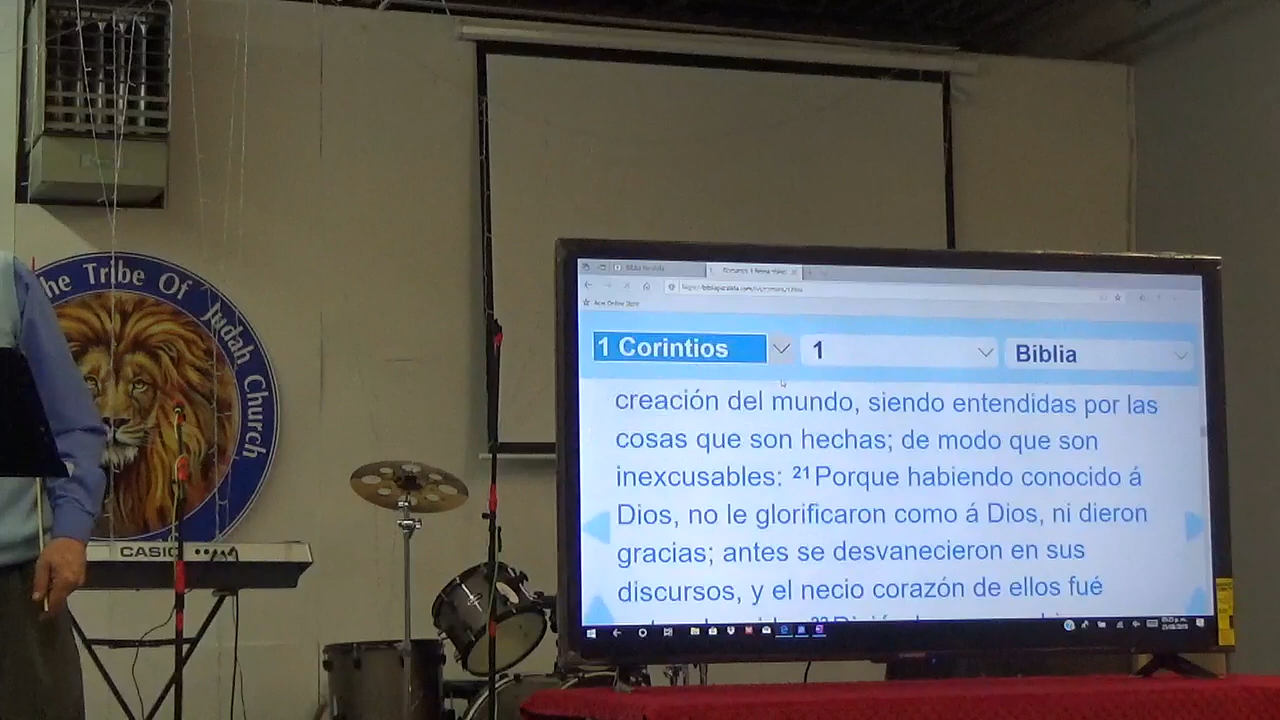 The Tribe Of Judah Church
CASIO
1 Corintios
1
Biblia
creación del mundo, siendo entendidas por las
cosas que son hechas; de modo que son
inexcusables: 21 Porque habiendo conocido á
Dios, no le glorificaron como á Dios, ni dieron
gracias; antes se desvanecieron en sus
discursos, y el necio corazón de ellos fué